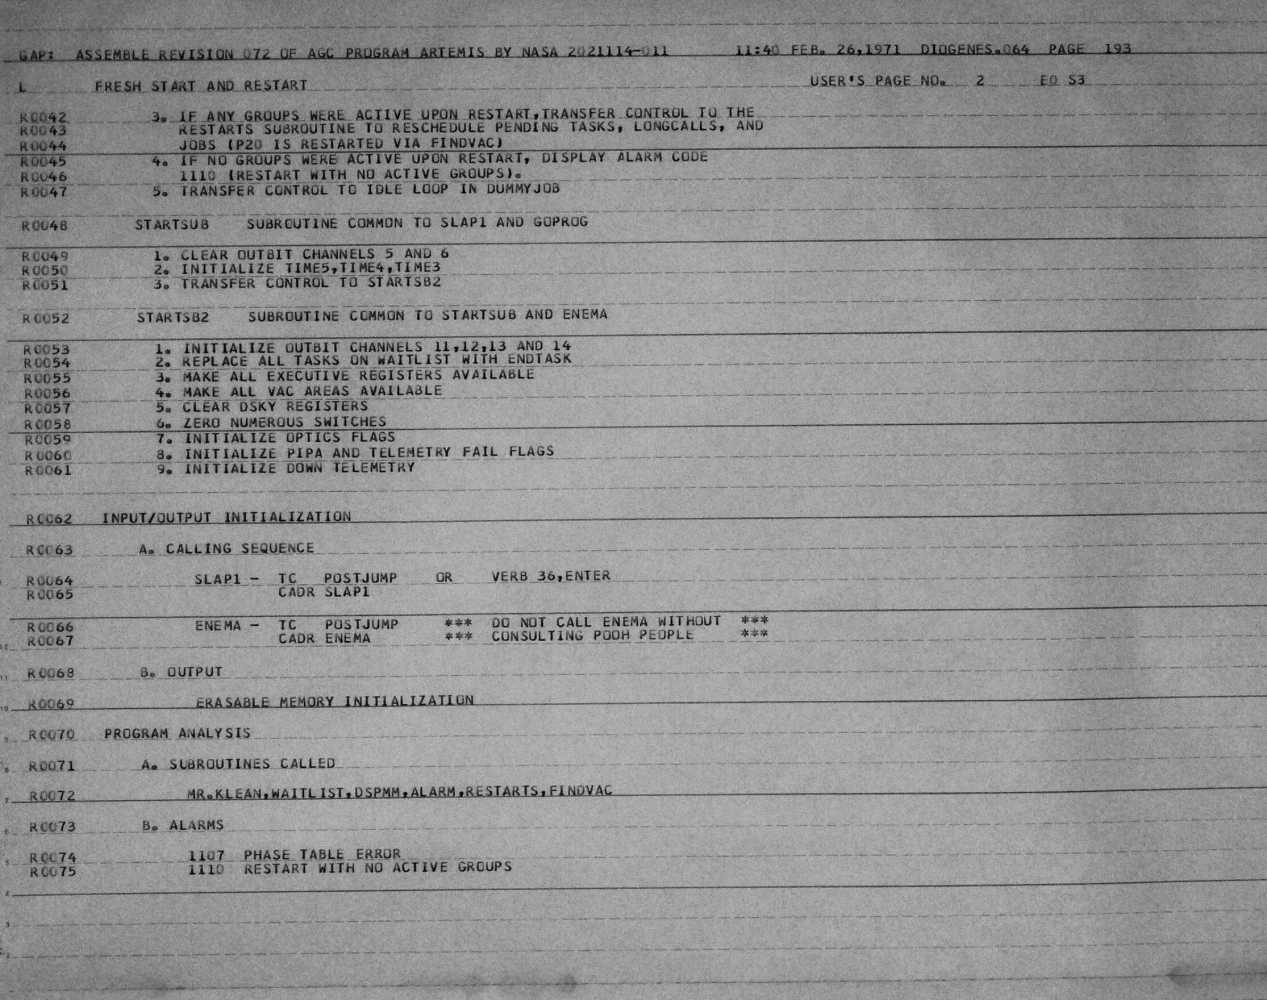 GAP: ASSEMBLE REVISION 072 OF AGC PROGRAM ARTEMIS BY NASA 2021114-011 11:40 FEB. 26,1971 DIOGENES.064 PAGE 193
L FRESH START AND RESTART USER'S PAGE NO. 2 E0 S3
R0042 3. IF ANY GROUPS WERE ACTIVE UPON RESTART,TRANSFER CONTROL TO THE
R0043 RESTARTS SUBROUTINE TO RESCHEDULE PENDING TASKS, LONGCALLS, AND
R0044 JOBS (P20 IS RESTARTED VIA FINDVAC)
R0045 4. IF NO GROUPS WERE ACTIVE UPON RESTART, DISPLAY ALARM CODE
R0046 1110 (RESTART WITH NO ACTIVE GROUPS).
R0047 5. TRANSFER CONTROL TO IDLE LOOP IN DUMMYJOB
R0048 STARTSUB SUBROUTINE COMMON TO SLAP1 AND GOPROG
R0049 1. CLEAR OUTBIT CHANNELS 5 AND 6
R0050 2. INITIALIZE TIME5,TIME4,TIME3
R0051 3. TRANSFER CONTROL TO STARTSB2
R0052 STARTSB2 SUBROUTINE COMMON TO STARTSUB AND ENEMA
R0053 1. INITIALIZE OUTBIT CHANNELS 11,12,13 AND 14
R0054 2. REPLACE ALL TASKS ON WAITLIST WITH ENDTASK
R0055 3. MAKE ALL EXECUTIVE REGISTERS AVAILABLE
R0056 4. MAKE ALL VAC AREAS AVAILABLE
R0057 5. CLEAR DSKY REGISTERS
R0058 6. ZERO NUMEROUS SWITCHES
R0059 7. INITIALIZE OPTICS FLAGS
R0060 8. INITIALIZE PIPA AND TELEMETRY FAIL FLAGS
R0061 9. INITIALIZE DOWN TELEMETRY
R0062 INPUT/OUTPUT INITIALIZATION
R0063 A. CALLING SEQUENCE
R0064 SLAP1 - TC POSTJUMP OR VERB 36,ENTER
R0065 CADR SLAP1
R0066 ENEMA - TC POSTJUMP *** DO NOT CALL ENEMA WITHOUT ***
R0067 CADR ENEMA *** CONSULTING POOH PEOPLE ***
R0068 B. OUTPUT
R0069 ERASABLE MEMORY INITIALIZATION
R0070 PROGRAM ANALYSIS
R0071 A. SUBROUTINES CALLED
R0072 MR.KLEAN,WAITLIST,DSPMM,ALARM,RESTARTS,FINDVAC
R0073 B. ALARMS
R0074 1107 PHASE TABLE ERROR
R0075 1110 RESTART WITH NO ACTIVE GROUPS